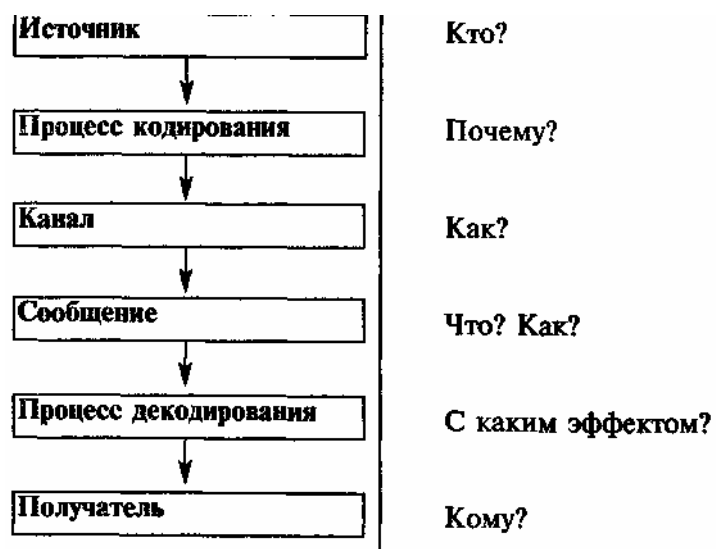 Источник
Кто?
Процесс кодирования
Почему?
Канал
Как?
Сообщение
Что? Как?
Процесс декодирования
С каким эффектом?
Получатель
Кому?